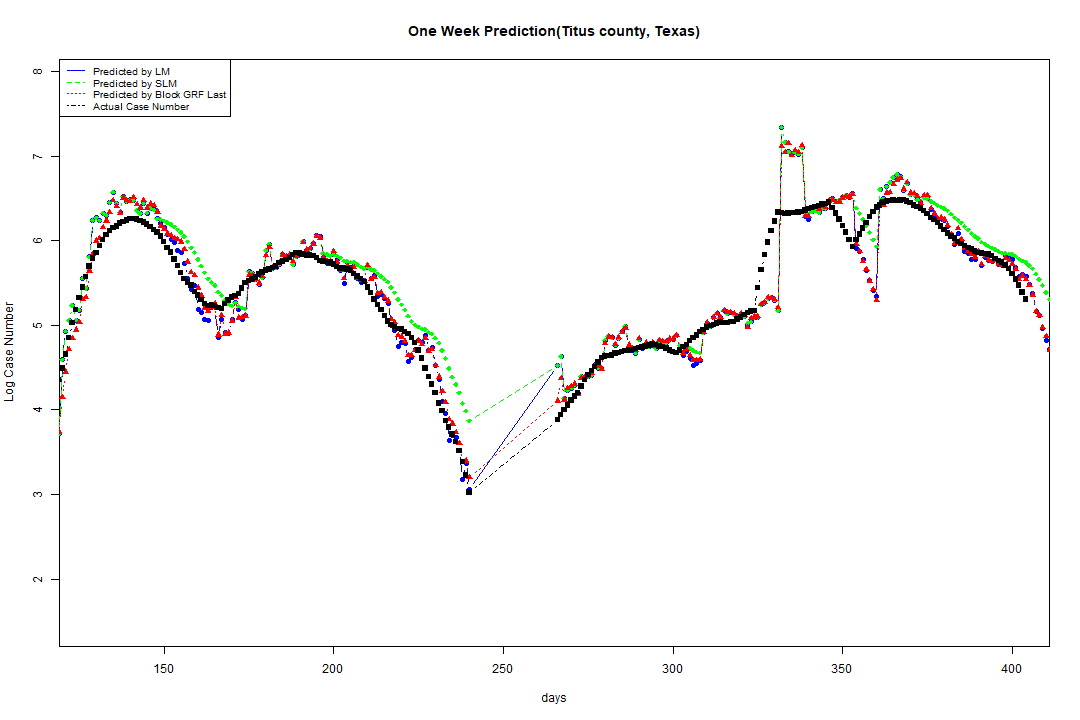 One Week Prediction(Titus county, Texas)
Predicted by LM
Predicted by SLM
Predicted by Block GRF Last
Actual Case Number
8
7
6
5
4
3
2
Log Case Number
150 200 250 300 350 400
days